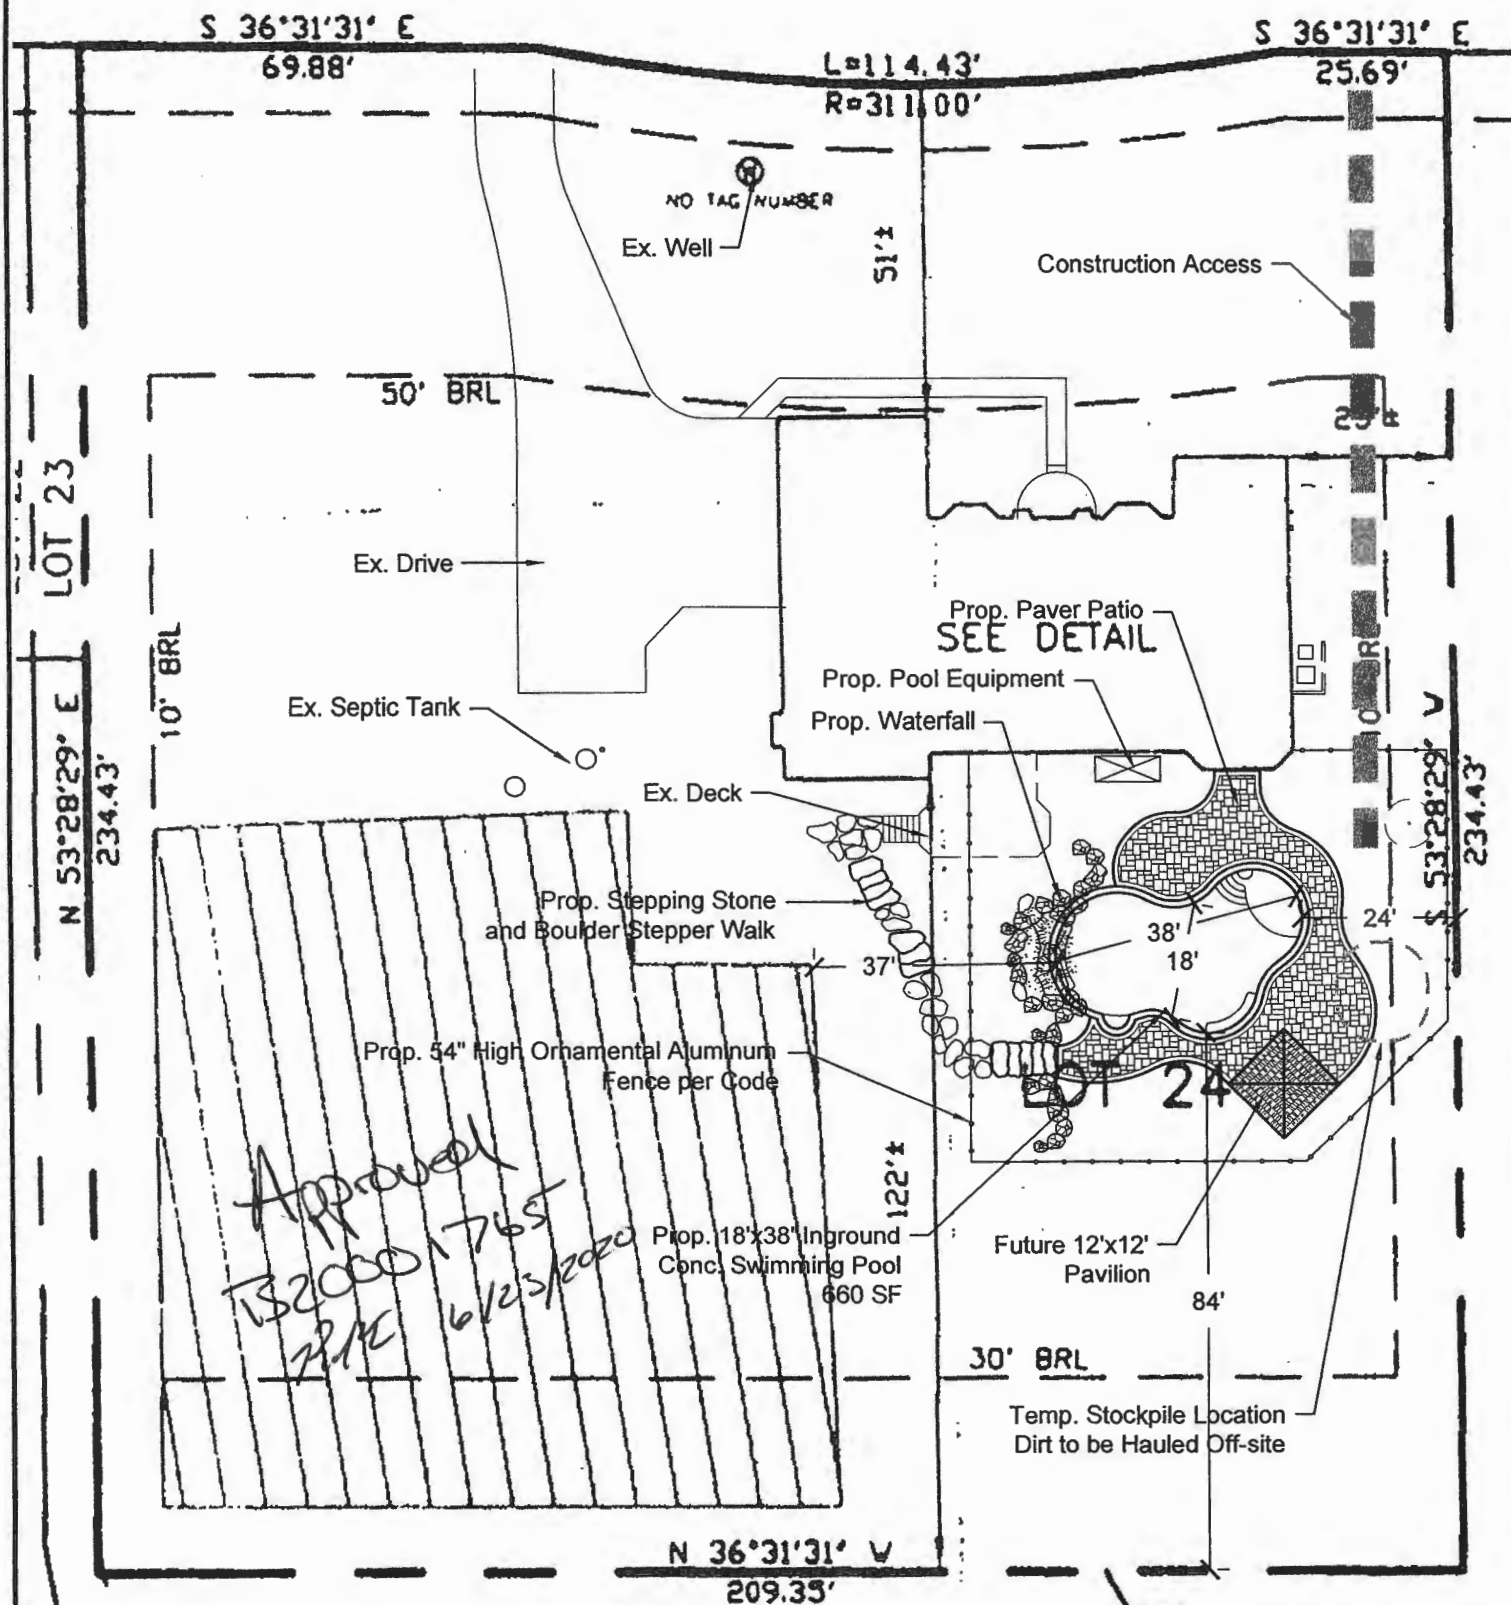 S 36°31'31" E
69.88'
L=114.43'
R=311.00'
S 36°31'31" E
25.69'
NO TAG NUMBER
Ex. Well
51'±
Construction Access
50' BRL
LOT 23
Ex. Drive
10' BRL
Prop. Paver Patio
SEE DETAIL
Prop. Pool Equipment
Prop. Waterfall
Ex. Septic Tank
N 53°28'29" E
234.43'
S 53°28'29" W
234.43'
Ex. Deck
Prop. Stepping Stone
and Boulder Stepper Walk
37'
38'
18'
24'
Prop. 54" High Ornamental Aluminum
Fence per Code
LOT 24
122'±
Approved
6/23/2020
Prop. 18'x38' Inground
Conc. Swimming Pool
660 SF
Future 12'x12'
Pavilion
84'
30' BRL
Temp. Stockpile Location
Dirt to be Hauled Off-site
N 36°31'31" W
209.35'